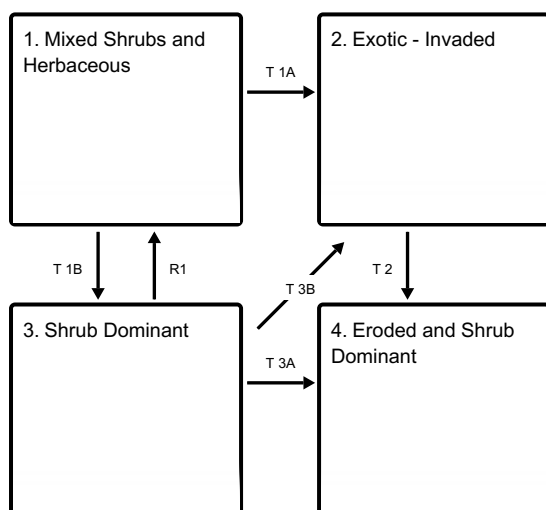 1. Mixed Shrubs and
Herbaceous
2. Exotic - Invaded
T 1A
T 1B
R1
T 3B
T 2
3. Shrub Dominant
4. Eroded and Shrub
Dominant
T 3A